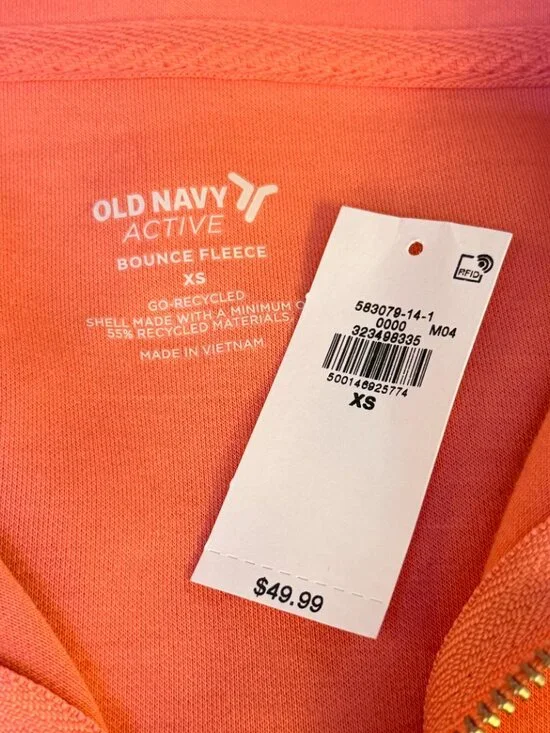 OLD NAVY
ACTIVE
BOUNCE FLEECE
XS
GO-RECYCLED
SHELL MADE WITH A MINIMUM O
55% RECYCLED MATERIALS.
MADE IN VIETNAM
RFID
583079-14-1
0000 M04
323498335
500146925774
XS
$49.99